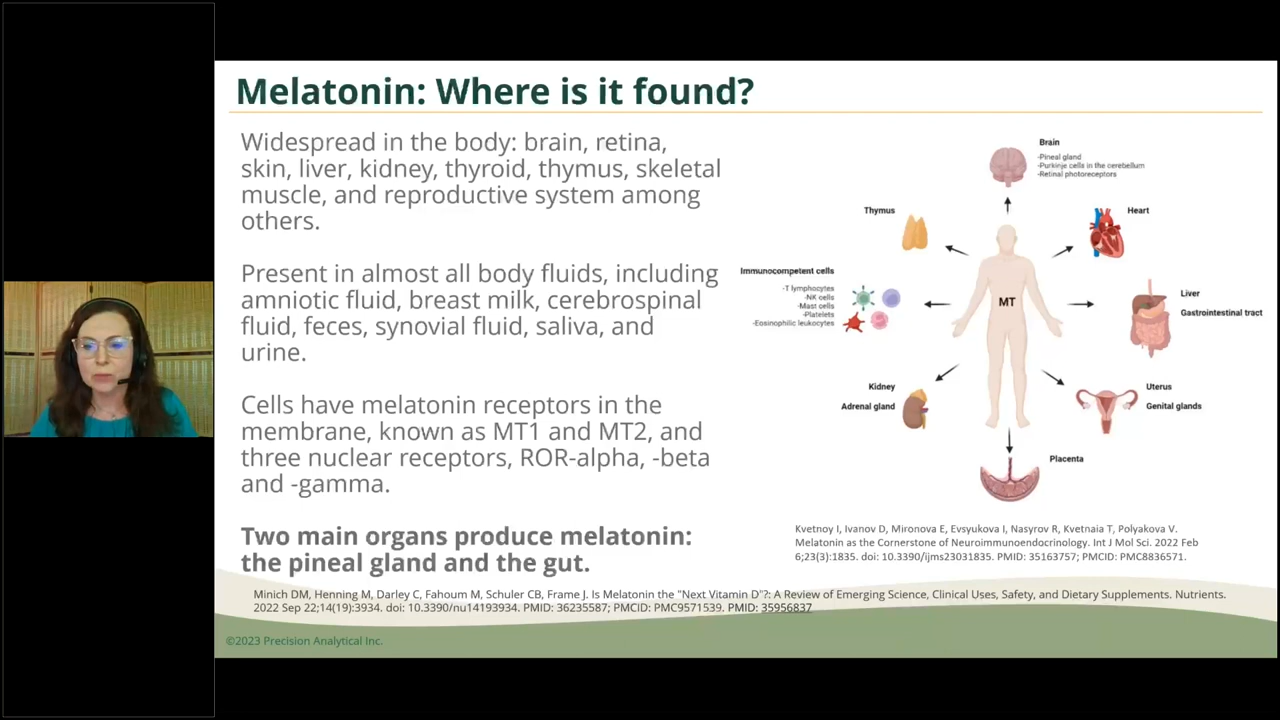 Melatonin: Where is it found?
Widespread in the body: brain, retina,
skin, liver, kidney, thyroid, thymus, skeletal
muscle, and reproductive system among
others.
Present in almost all body fluids, including
amniotic fluid, breast milk, cerebrospinal
fluid, feces, synovial fluid, saliva, and
urine.
Cells have melatonin receptors in the
membrane, known as MT1 and MT2, and
three nuclear receptors, ROR-alpha, -beta
and -gamma.
Two main organs produce melatonin:
the pineal gland and the gut.
Brain
-Pineal gland
-Purkinje cells in the cerebellum
-Retinal photoreceptors
Thymus
Heart
Immunocompetent cells
-T lymphocytes
-NK cells
-Mast cells
-Platelets
-Eosinophilic leukocytes
MT
Liver
Gastrointestinal tract
Kidney
Adrenal gland
Uterus
Genital glands
Placenta
Kvetnoy I, Ivanov D, Mironova E, Evsyukova I, Nasyrov R, Kvetnaia T, Polyakova V.
Melatonin as the Cornerstone of Neuroimmunoendocrinology. Int J Mol Sci. 2022 Feb
6;23(3):1835. doi: 10.3390/ijms23031835. PMID: 35163757; PMCID: PMC8836571.
Minich DM, Henning M, Darley C, Fahoum M, Schuler CB, Frame J. Is Melatonin the "Next Vitamin D"?: A Review of Emerging Science, Clinical Uses, Safety, and Dietary Supplements. Nutrients.
2022 Sep 22;14(19):3934. doi: 10.3390/nu14193934. PMID: 36235587; PMCID: PMC9571539. PMID: 35956837
©2023 Precision Analytical Inc.